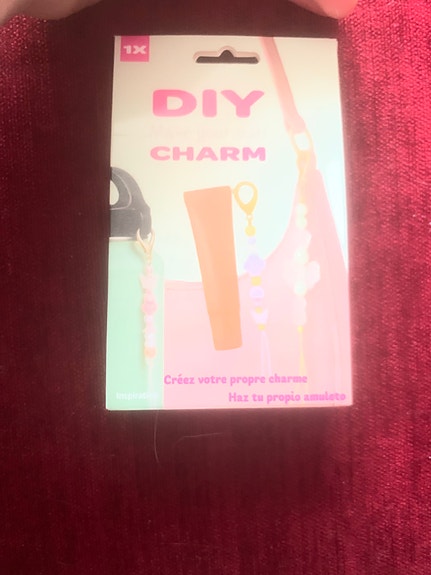 1X
DIY
CHARM
Créez votre propre charme
Haz tu propio amuleto